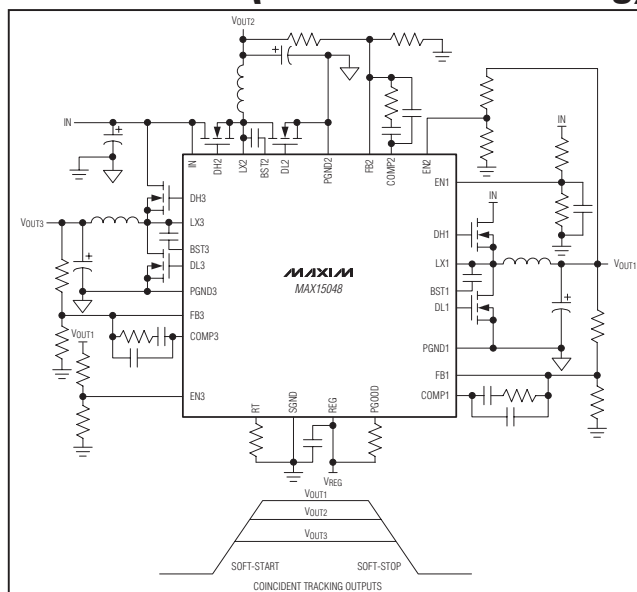 VOUT2
IN
IN
DH2
LX2
BST2
DL2
PGND2
FB2
COMP2
EN2
IN
EN1
DH3
IN
VOUT3
LX3
DH1
BST3
LX1
VOUT1
DL3
BST1
MAXIM
MAX15048
DL1
PGND3
FB3
PGND1
VOUT1
COMP3
FB1
EN3
COMP1
RT
SGND
REG
PGOOD
VREG
VOUT1
VOUT2
VOUT3
SOFT-START
SOFT-STOP
COINCIDENT TRACKING OUTPUTS